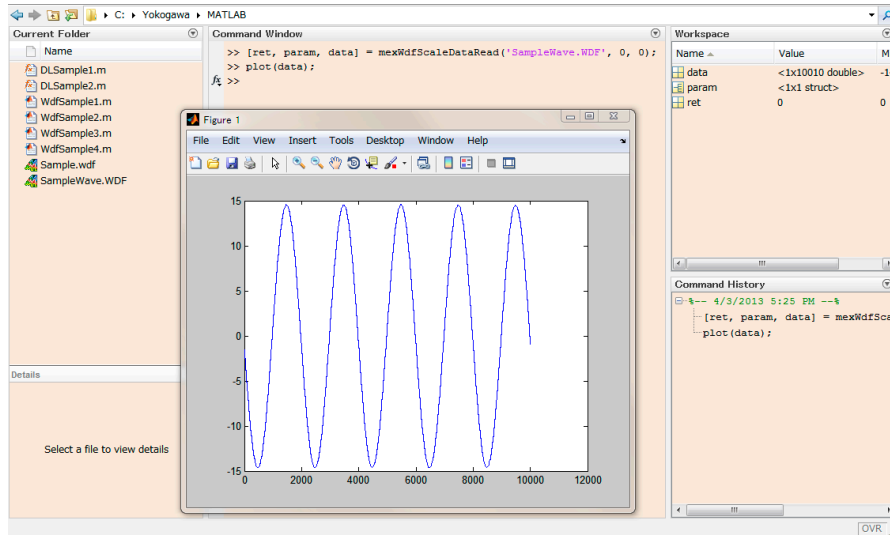 C: ▸ Yokogawa ▸ MATLAB
Current Folder
Name
DLSample1.m
DLSample2.m
WdfSample1.m
WdfSample2.m
WdfSample3.m
WdfSample4.m
Sample.wdf
SampleWave.WDF
Details
Select a file to view details
Command Window
>> [ret, param, data] = mexWdfScaleDataRead('SampleWave.WDF', 0, 0);
>> plot(data);
fx >>
Figure 1
File Edit View Insert Tools Desktop Window Help
15
10
5
0
-5
-10
-15
0 2000 4000 6000 8000 10000 12000
Workspace
Name Value M
data <1x10010 double> -1
param <1x1 struct>
ret 0 0
Command History
%-- 4/3/2013 5:25 PM --%
[ret, param, data] = mexWdfSca
plot(data);
OVR